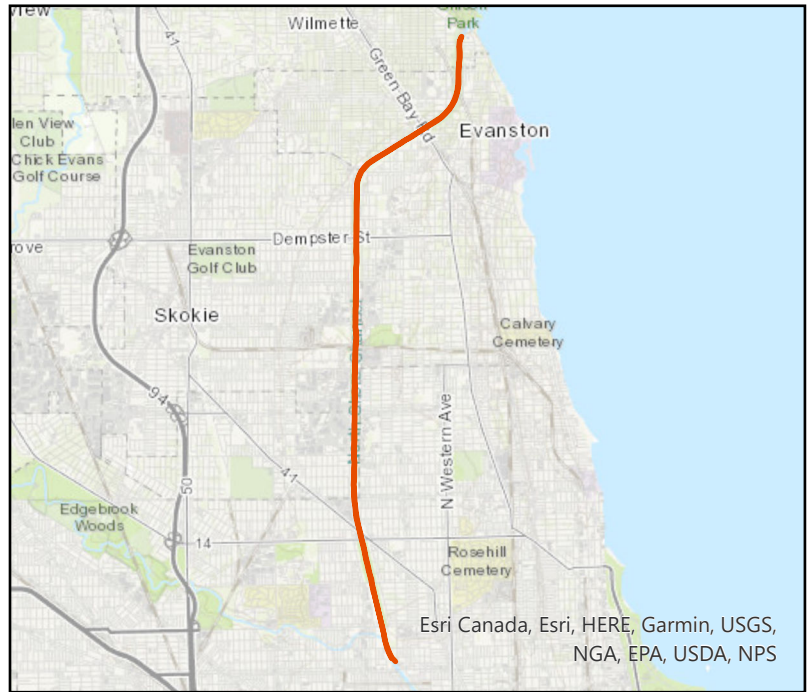 Wilmette
Park
41
Green Bay Rd
Evanston
len View
Club
Chick Evans
Golf Course
rove
Dempster St
Evanston
Golf Club
Skokie
Calvary
Cemetery
94
N Western Ave
50
41
Edgebrook
Woods
14
Rosehill
Cemetery
Esri Canada, Esri, HERE, Garmin, USGS,
NGA, EPA, USDA, NPS